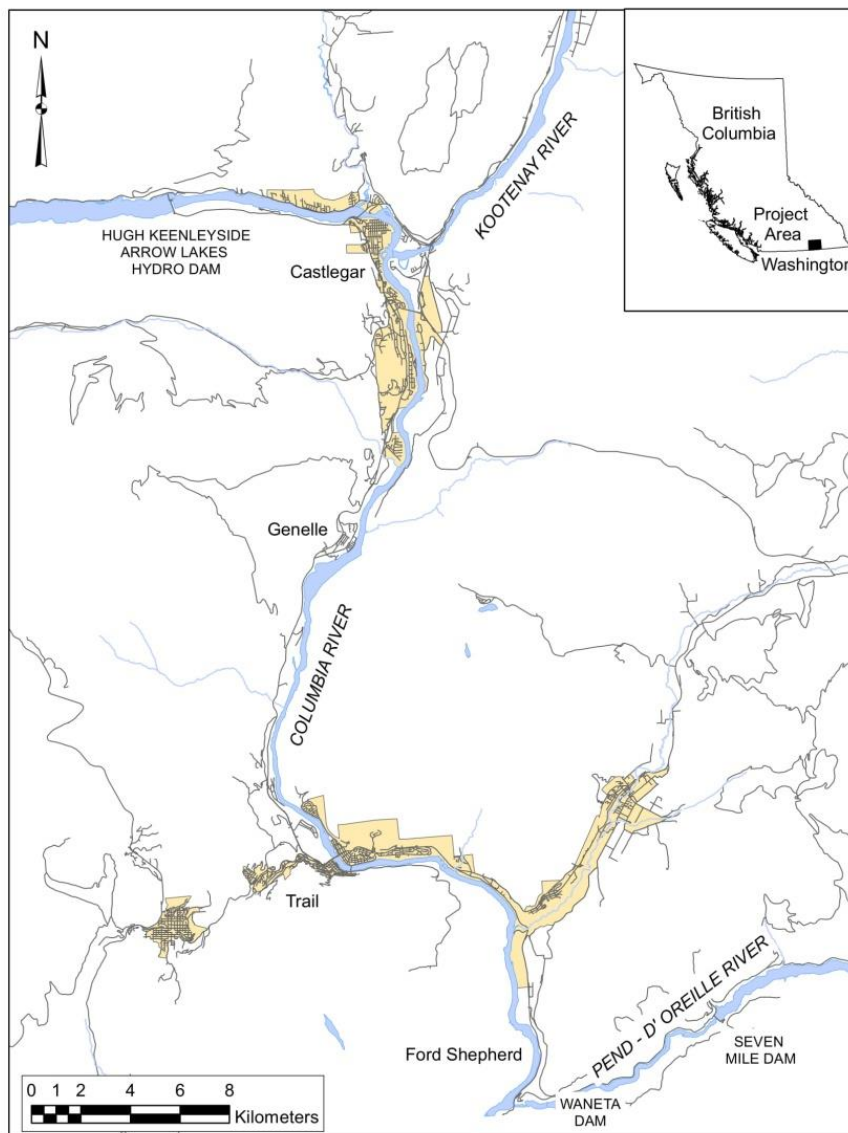 N
British
Columbia
Project
Area
Washington
KOOTENAY RIVER
HUGH KEENLEYSIDE
ARROW LAKES
HYDRO DAM
Castlegar
Genelle
COLUMBIA RIVER
Trail
PEND - D' OREILLE RIVER
Ford Shepherd
SEVEN
MILE DAM
WANETA
DAM
0 1 2 4 6 8
Kilometers